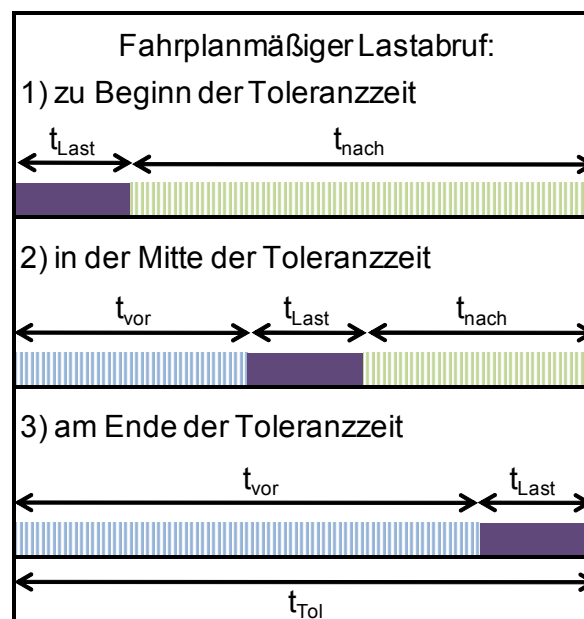 Fahrplanmäßiger Lastabruf:
1) zu Beginn der Toleranzzeit
tLast tnach
2) in der Mitte der Toleranzzeit
tvor tLast tnach
3) am Ende der Toleranzzeit
tvor tLast
tTol